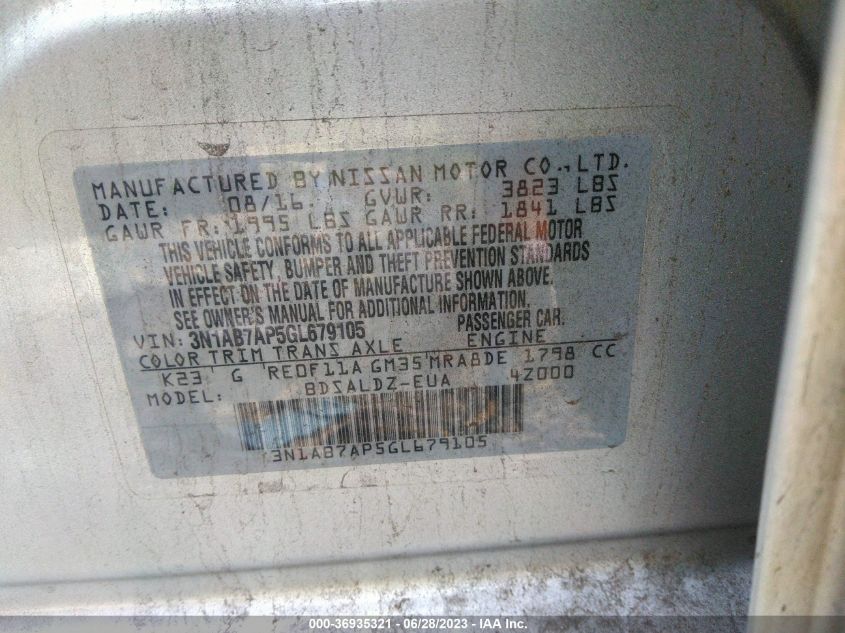 MANUFACTURED BY NISSAN MOTOR CO., LTD.
DATE: 08/16 GVWR: 3823 LBS
GAWR FR: 1995 LBS GAWR RR: 1841 LBS
THIS VEHICLE CONFORMS TO ALL APPLICABLE FEDERAL MOTOR
VEHICLE SAFETY, BUMPER AND THEFT PREVENTION STANDARDS
IN EFFECT ON THE DATE OF MANUFACTURE SHOWN ABOVE.
SEE OWNER'S MANUAL FOR ADDITIONAL INFORMATION.
VIN: 3N1AB7AP5GL679105 PASSENGER CAR.
COLOR TRIM TRANS AXLE ENGINE
K23 G RE0F11A GM35 MRA8DE 1798 CC
MODEL: BDSALDZ-EUA 4Z000
3N1AB7AP5GL679105
000-36935321 - 06/28/2023 - IAA Inc.